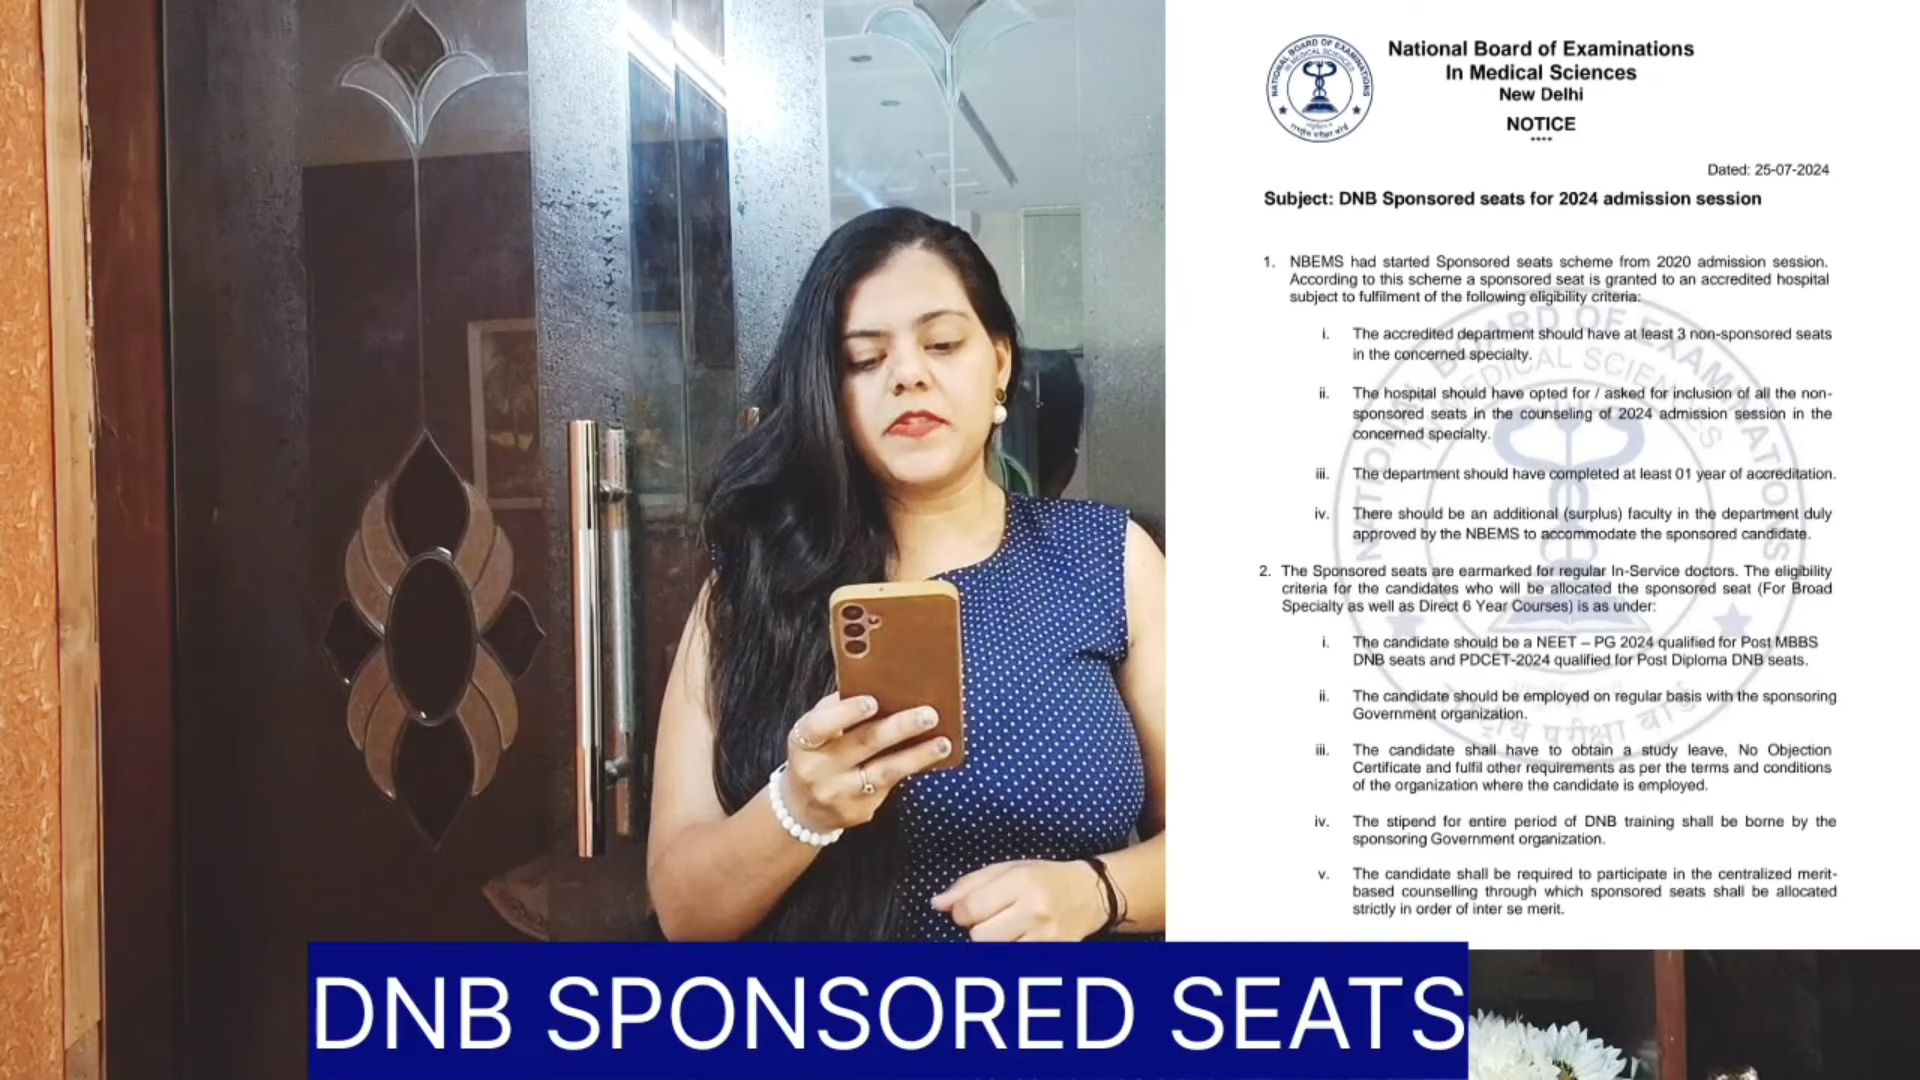 National Board of Examinations
In Medical Sciences
New Delhi
NOTICE
****
Dated: 25-07-2024
Subject: DNB Sponsored seats for 2024 admission session
1. NBEMS had started Sponsored seats scheme from 2020 admission session.
According to this scheme a sponsored seat is granted to an accredited hospital
subject to fulfilment of the following eligibility criteria:
i. The accredited department should have at least 3 non-sponsored seats
in the concerned specialty.
ii. The hospital should have opted for / asked for inclusion of all the non-
sponsored seats in the counseling of 2024 admission session in the
concerned specialty.
iii. The department should have completed at least 01 year of accreditation.
iv. There should be an additional (surplus) faculty in the department duly
approved by the NBEMS to accommodate the sponsored candidate.
2. The Sponsored seats are earmarked for regular In-Service doctors. The eligibility
criteria for the candidates who will be allocated the sponsored seat (For Broad
Specialty as well as Direct 6 Year Courses) is as under:
i. The candidate should be a NEET – PG 2024 qualified for Post MBBS
DNB seats and PDCET-2024 qualified for Post Diploma DNB seats.
ii. The candidate should be employed on regular basis with the sponsoring
Government organization.
iii. The candidate shall have to obtain a study leave, No Objection
Certificate and fulfil other requirements as per the terms and conditions
of the organization where the candidate is employed.
iv. The stipend for entire period of DNB training shall be borne by the
sponsoring Government organization.
v. The candidate shall be required to participate in the centralized merit-
based counselling through which sponsored seats shall be allocated
strictly in order of inter se merit.
NATIONAL BOARD OF EXAMINATIONS
IN MEDICAL SCIENCES
राष्ट्रीय परीक्षा बोर्ड
DNB SPONSORED SEATS